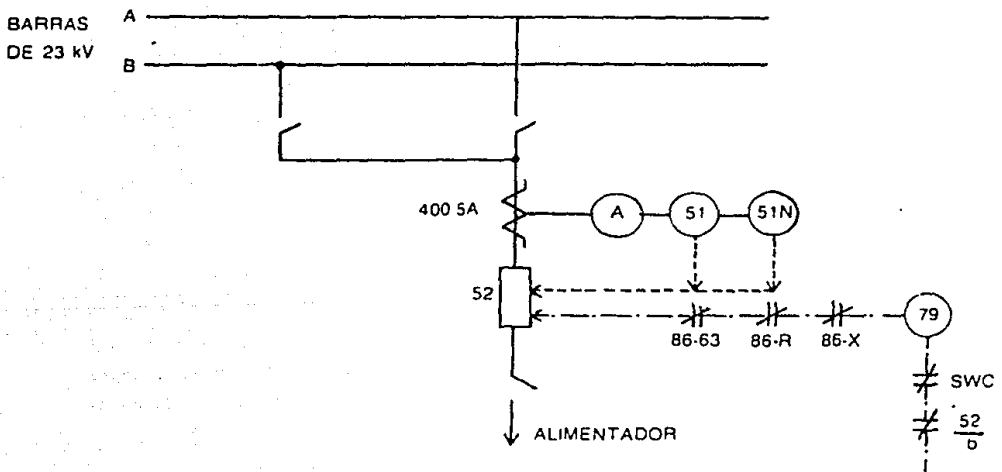 BARRAS
DE 23 kV
A
B
400 5A
A
51
51N
52
86-63
86-R
86-X
79
SWC
52
b
ALIMENTADOR